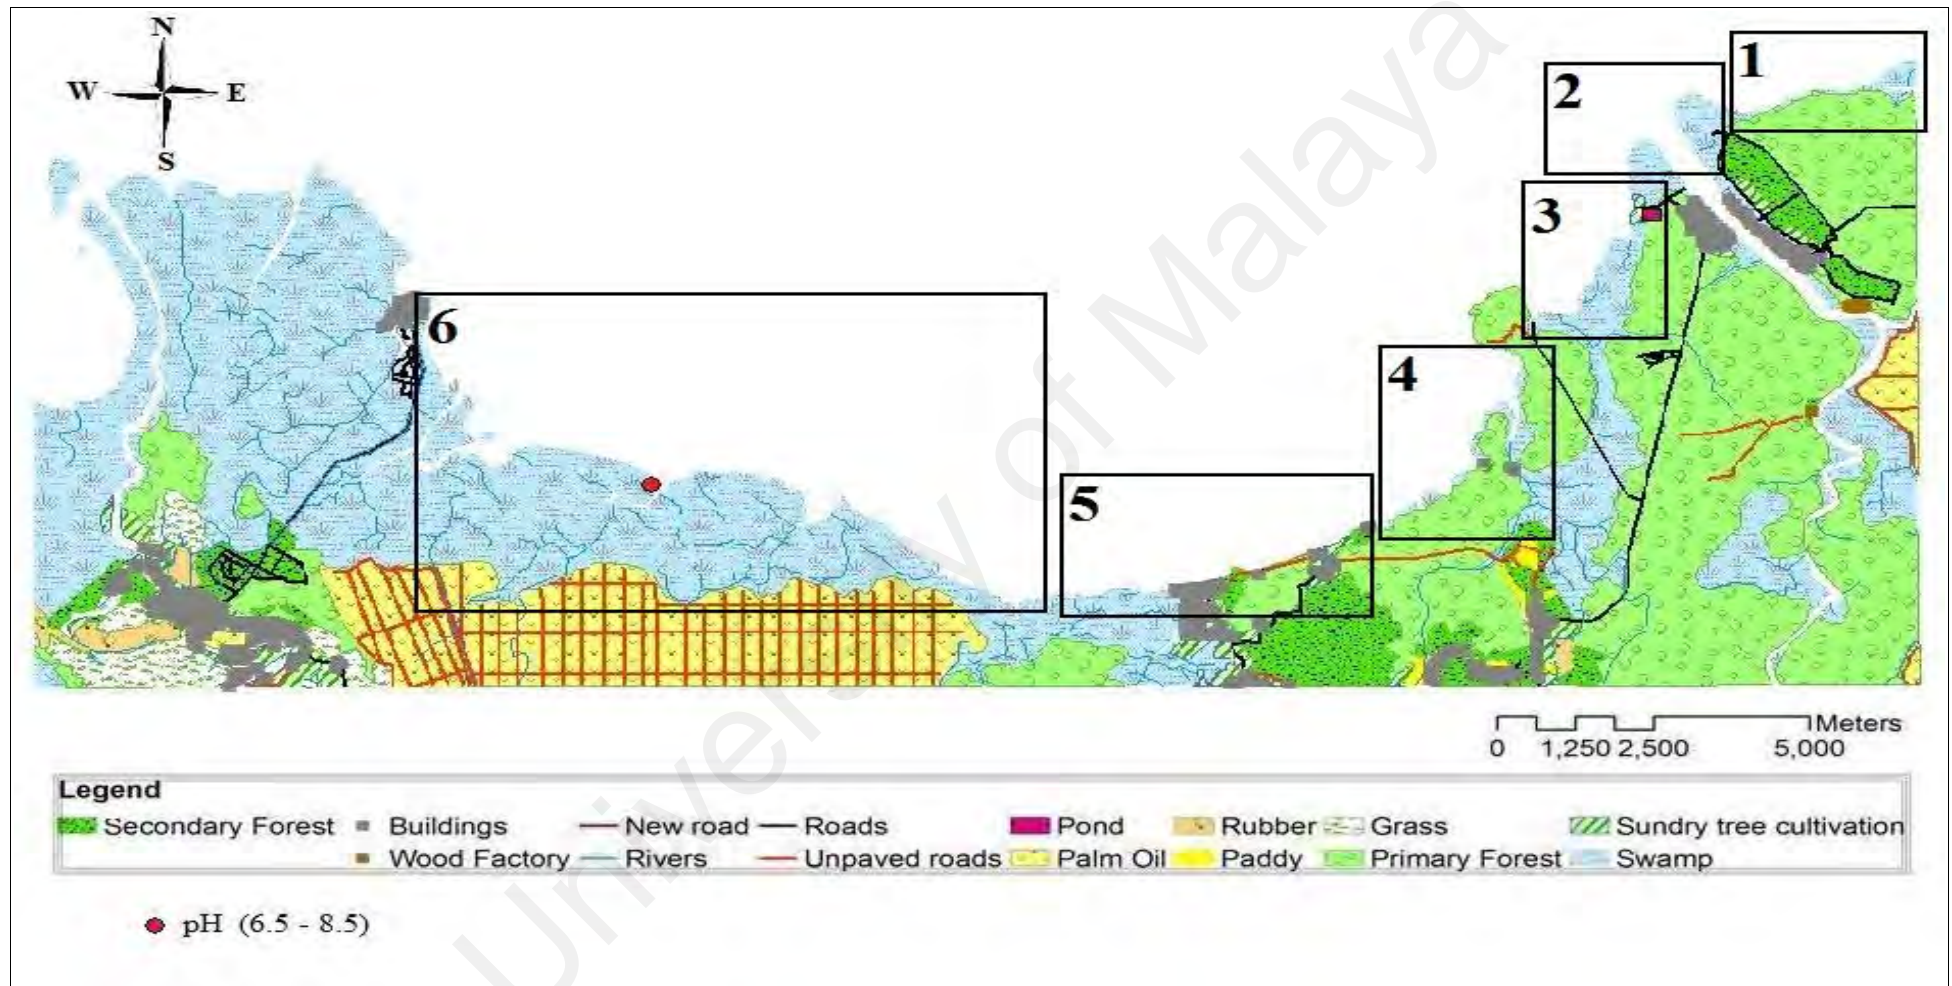 N
W E
S
1
2
3
4
5
6
Meters
0 1,250 2,500 5,000
Legend
Secondary Forest Buildings New road Roads Pond Rubber Grass Sundry tree cultivation
Wood Factory Rivers Unpaved roads Palm Oil Paddy Primary Forest Swamp
pH (6.5 - 8.5)
University of Malaya